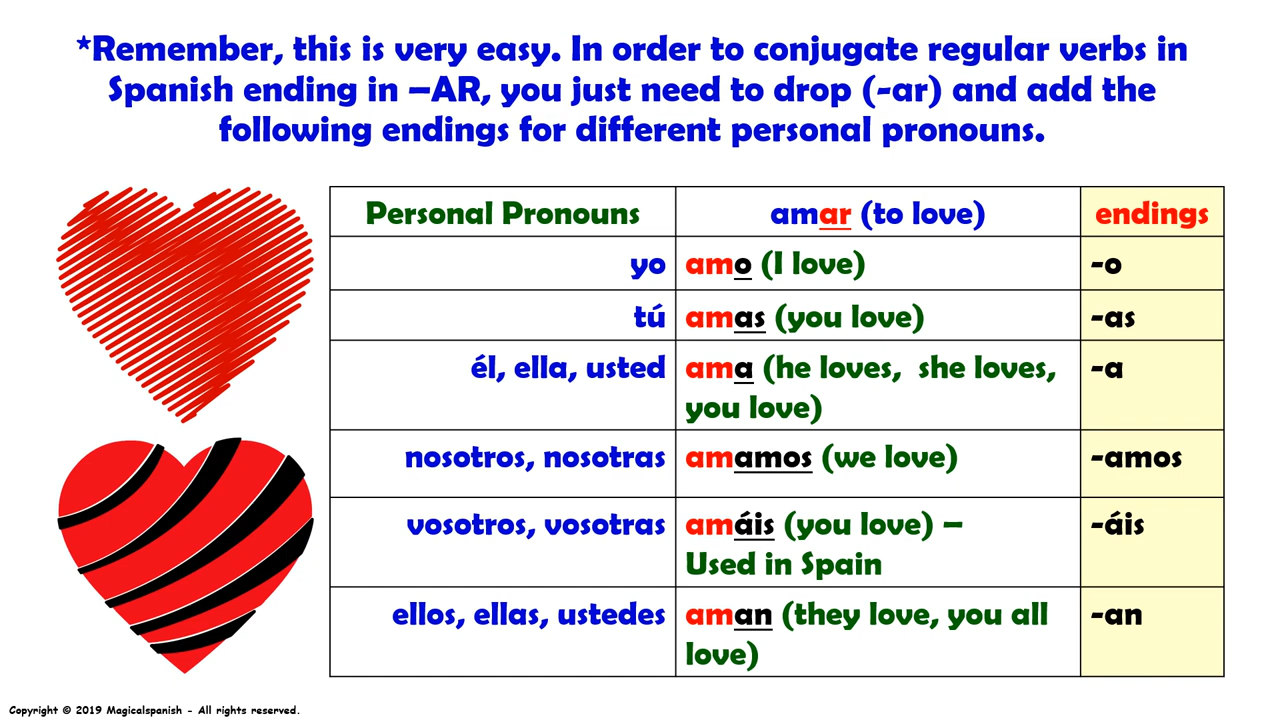 *Remember, this is very easy. In order to conjugate regular verbs in
Spanish ending in –AR, you just need to drop (-ar) and add the
following endings for different personal pronouns.
Personal Pronouns amar (to love) endings
yo amo (I love) -o
tú amas (you love) -as
él, ella, usted ama (he loves, she loves, -a
you love)
nosotros, nosotras amamos (we love) -amos
vosotros, vosotras amáis (you love) – -áis
Used in Spain
ellos, ellas, ustedes aman (they love, you all -an
love)
Copyright © 2019 Magicalspanish - All rights reserved.